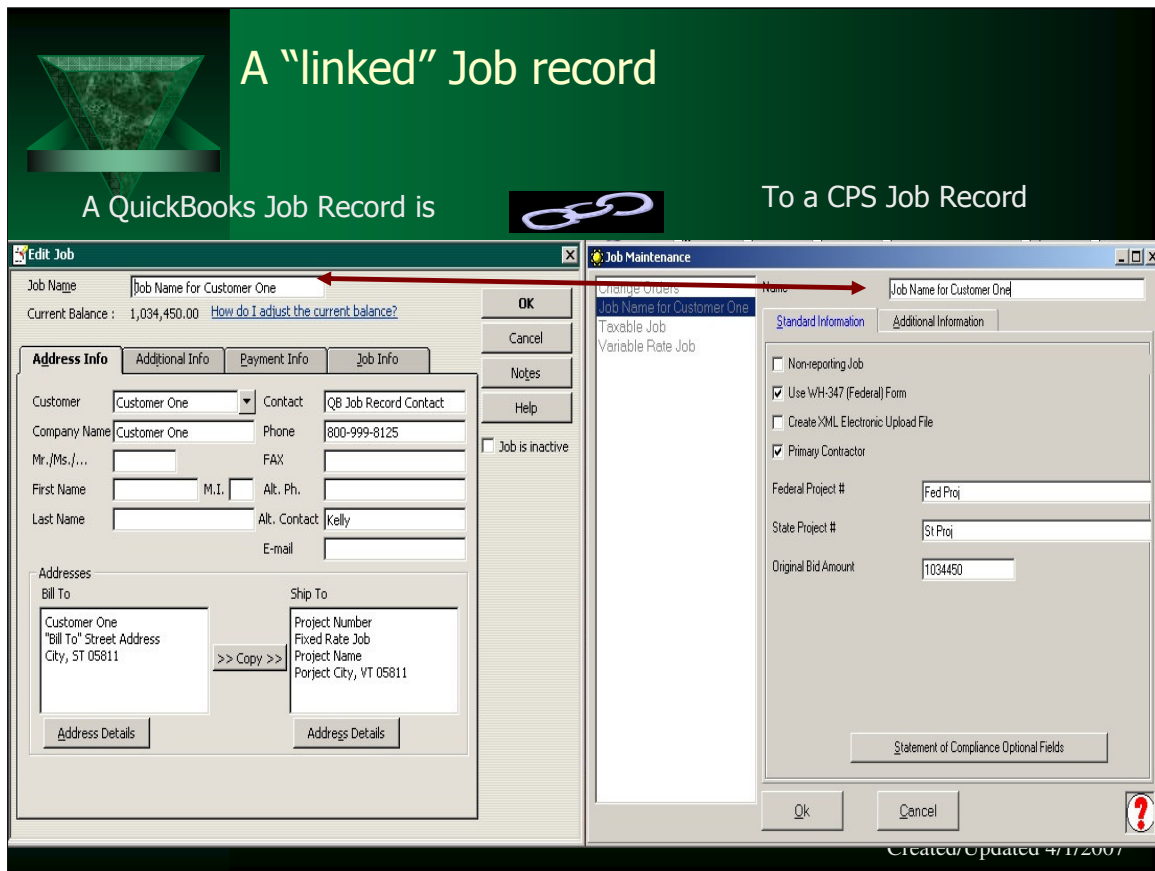 A “linked” Job record
A QuickBooks Job Record is
To a CPS Job Record
Edit Job
Job Name
Job Name for Customer One
Current Balance : 1,034,450.00 How do I adjust the current balance?
Address Info Additional Info Payment Info Job Info
Customer Customer One Contact QB Job Record Contact
Company Name Customer One Phone 800-999-8125
Mr./Ms./... FAX
First Name M.I. Alt. Ph.
Last Name Alt. Contact Kelly
E-mail
Addresses
Bill To Ship To
Customer One
"Bill To" Street Address
City, ST 05811
>> Copy >>
Project Number
Fixed Rate Job
Project Name
Porject City, VT 05811
Address Details Address Details
OK
Cancel
Notes
Help
Job is inactive
Job Maintenance
Change Orders
Job Name for Customer One
Taxable Job
Variable Rate Job
Name Job Name for Customer One
Standard Information Additional Information
Non-reporting Job
Use WH-347 (Federal) Form
Create XML Electronic Upload File
Primary Contractor
Federal Project # Fed Proj
State Project # St Proj
Original Bid Amount 1034450
Statement of Compliance Optional Fields
Ok Cancel
?
Created/Updated 4/1/2007